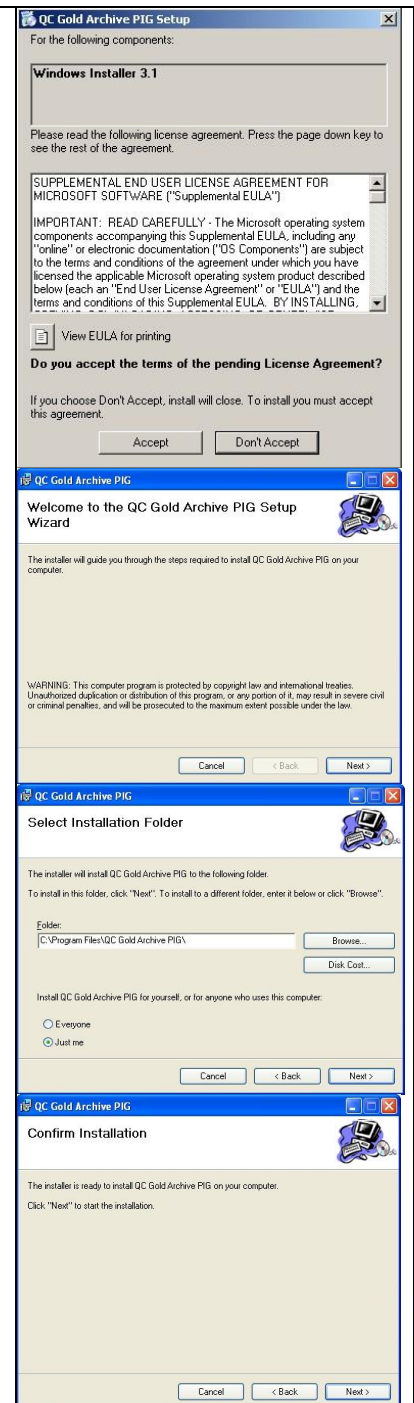 QC Gold Archive PIG Setup
For the following components:
Windows Installer 3.1
Please read the following license agreement. Press the page down key to
see the rest of the agreement.
SUPPLEMENTAL END USER LICENSE AGREEMENT FOR
MICROSOFT SOFTWARE ("Supplemental EULA")
IMPORTANT: READ CAREFULLY - The Microsoft operating system
components accompanying this Supplemental EULA, including any
"online" or electronic documentation ("OS Components") are subject
to the terms and conditions of the agreement under which you have
licensed the applicable Microsoft operating system product described
below (each an "End User License Agreement" or "EULA") and the
terms and conditions of this Supplemental EULA. BY INSTALLING,
View EULA for printing
Do you accept the terms of the pending License Agreement?
If you choose Don't Accept, install will close. To install you must accept
this agreement.
Accept Don't Accept
QC Gold Archive PIG
Welcome to the QC Gold Archive PIG Setup
Wizard
The installer will guide you through the steps required to install QC Gold Archive PIG on your
computer.
WARNING: This computer program is protected by copyright law and international treaties.
Unauthorized duplication or distribution of this program, or any portion of it, may result in severe civil
or criminal penalties, and will be prosecuted to the maximum extent possible under the law.
Cancel < Back Next >
QC Gold Archive PIG
Select Installation Folder
The installer will install QC Gold Archive PIG to the following folder.
To install in this folder, click "Next". To install to a different folder, enter it below or click "Browse".
Folder:
C:\Program Files\QC Gold Archive PIG\ Browse...
Disk Cost...
Install QC Gold Archive PIG for yourself, or for anyone who uses this computer:
Everyone
Just me
Cancel < Back Next >
QC Gold Archive PIG
Confirm Installation
The installer is ready to install QC Gold Archive PIG on your computer.
Click "Next" to start the installation.
Cancel < Back Next >